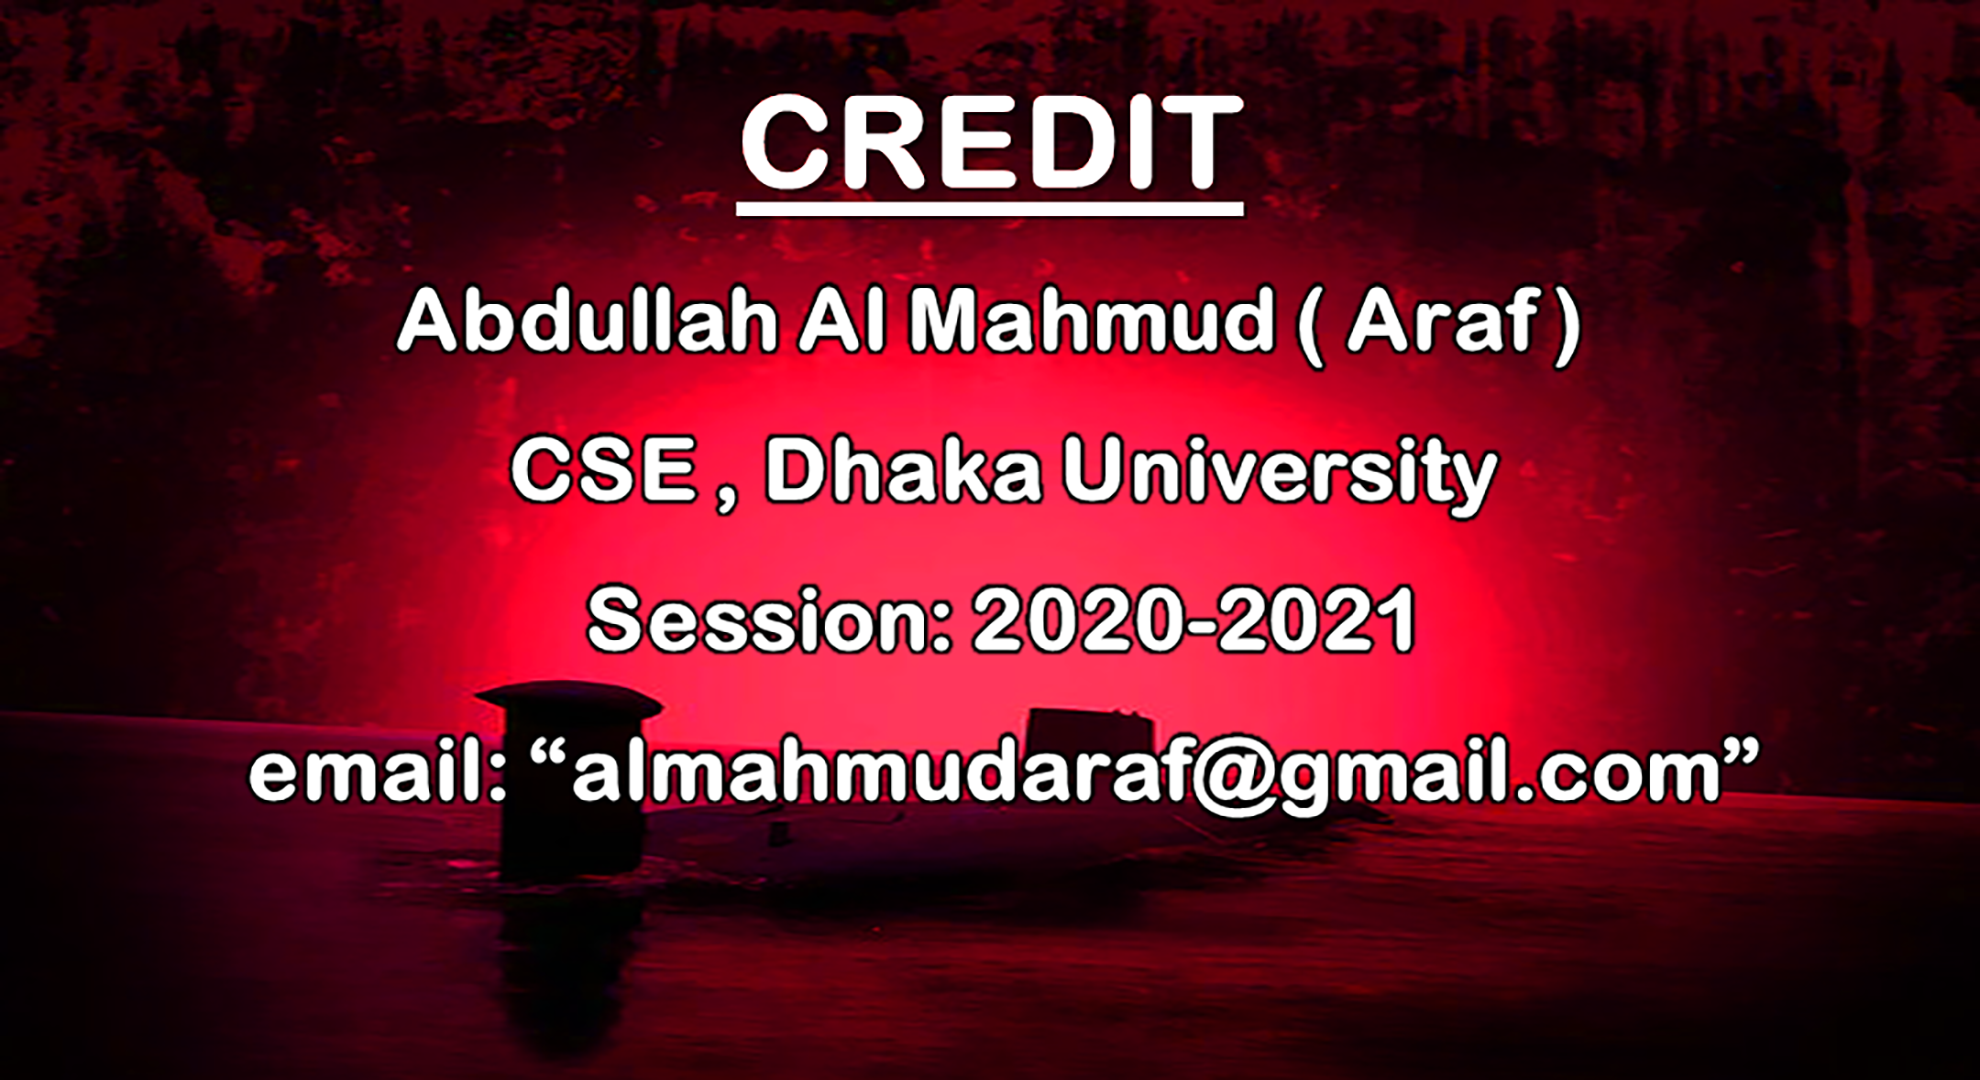 CREDIT
Abdullah Al Mahmud ( Araf )
CSE , Dhaka University
Session: 2020-2021
email: “almahmudaraf@gmail.com”